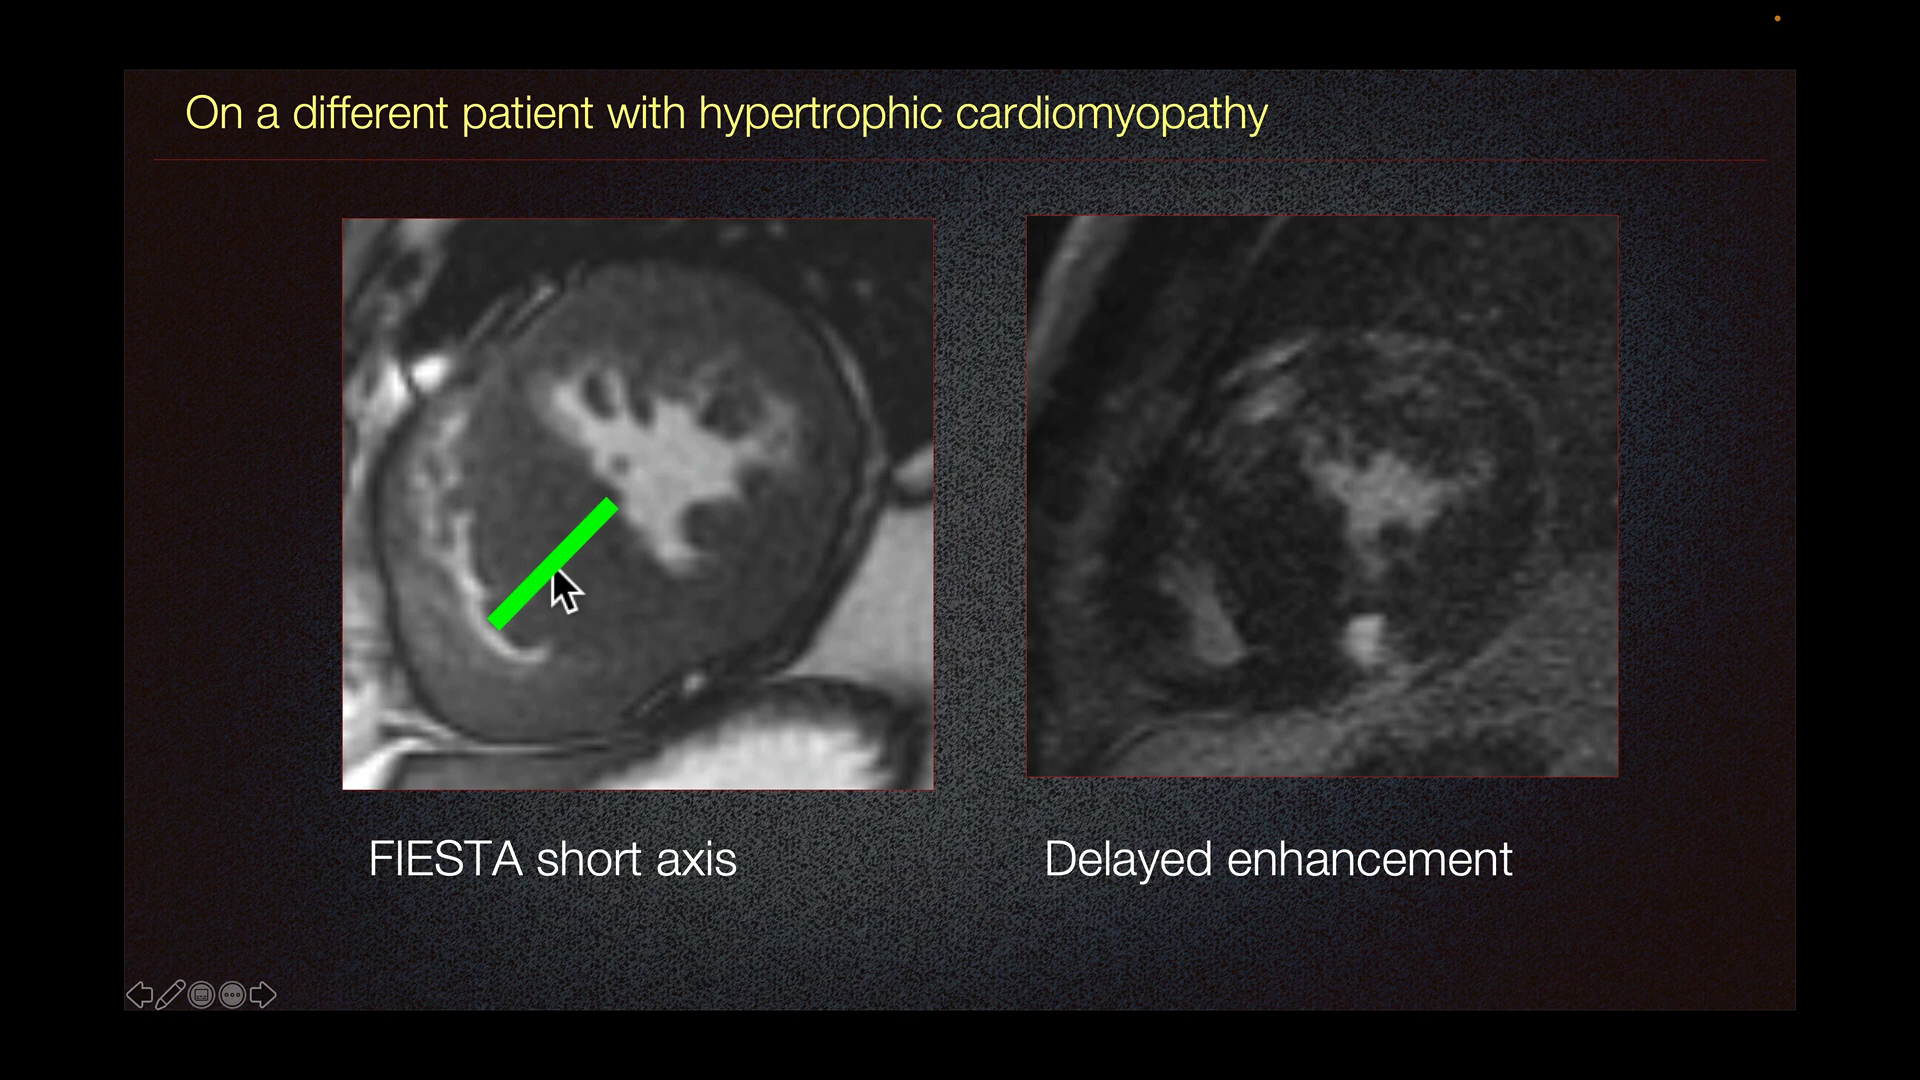 On a different patient with hypertrophic cardiomyopathy
FIESTA short axis
Delayed enhancement